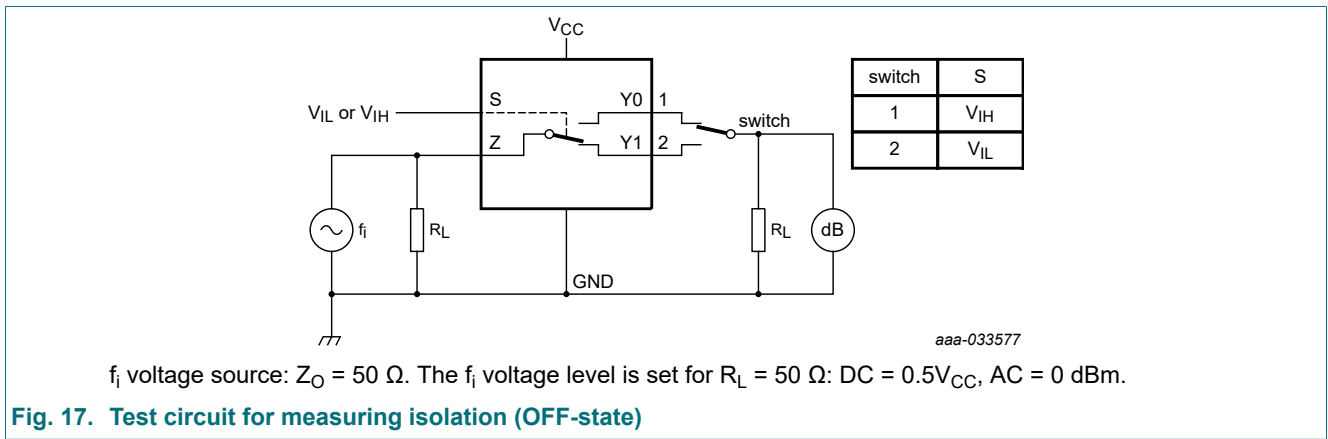 VCC
switch S
1 VIH
2 VIL
S
Y0 1
VIL or VIH
switch
Z
Y1 2
fi
RL
RL
dB
GND
aaa-033577
fi voltage source: ZO = 50 Ω. The fi voltage level is set for RL = 50 Ω: DC = 0.5VCC, AC = 0 dBm.
Fig. 17. Test circuit for measuring isolation (OFF-state)